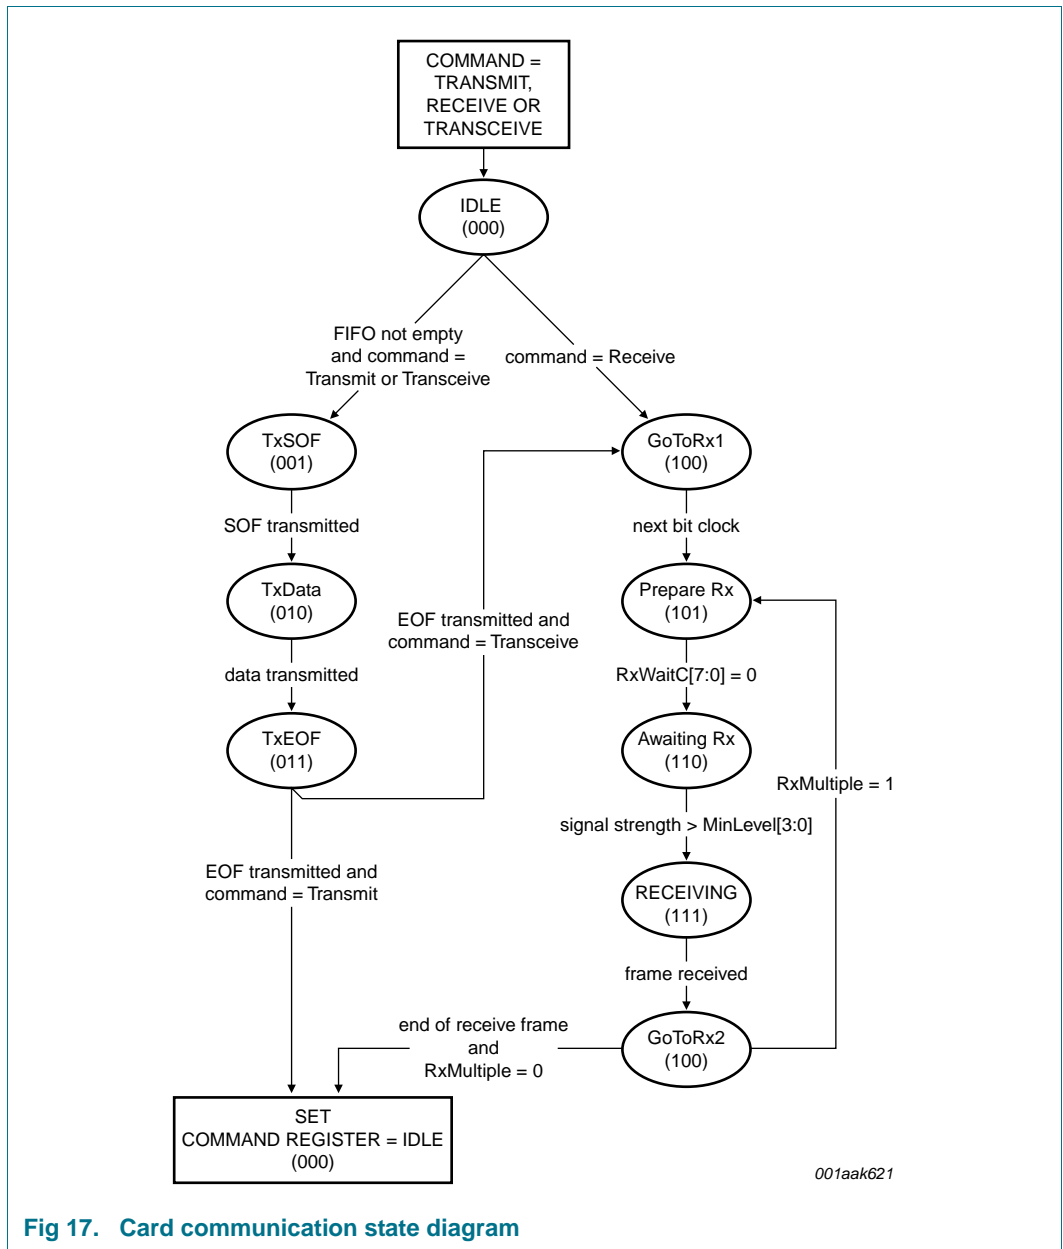 COMMAND =
TRANSMIT,
RECEIVE OR
TRANSCEIVE
IDLE
(000)
FIFO not empty
and command =
Transmit or Transceive
command = Receive
TxSOF
(001)
GoToRx1
(100)
SOF transmitted
next bit clock
TxData
(010)
Prepare Rx
(101)
EOF transmitted and
command = Transceive
data transmitted
RxWaitC[7:0] = 0
TxEOF
(011)
Awaiting Rx
(110)
RxMultiple = 1
signal strength > MinLevel[3:0]
EOF transmitted and
command = Transmit
RECEIVING
(111)
frame received
end of receive frame
and
RxMultiple = 0
GoToRx2
(100)
SET
COMMAND REGISTER = IDLE
(000)
001aak621
Fig 17. Card communication state diagram